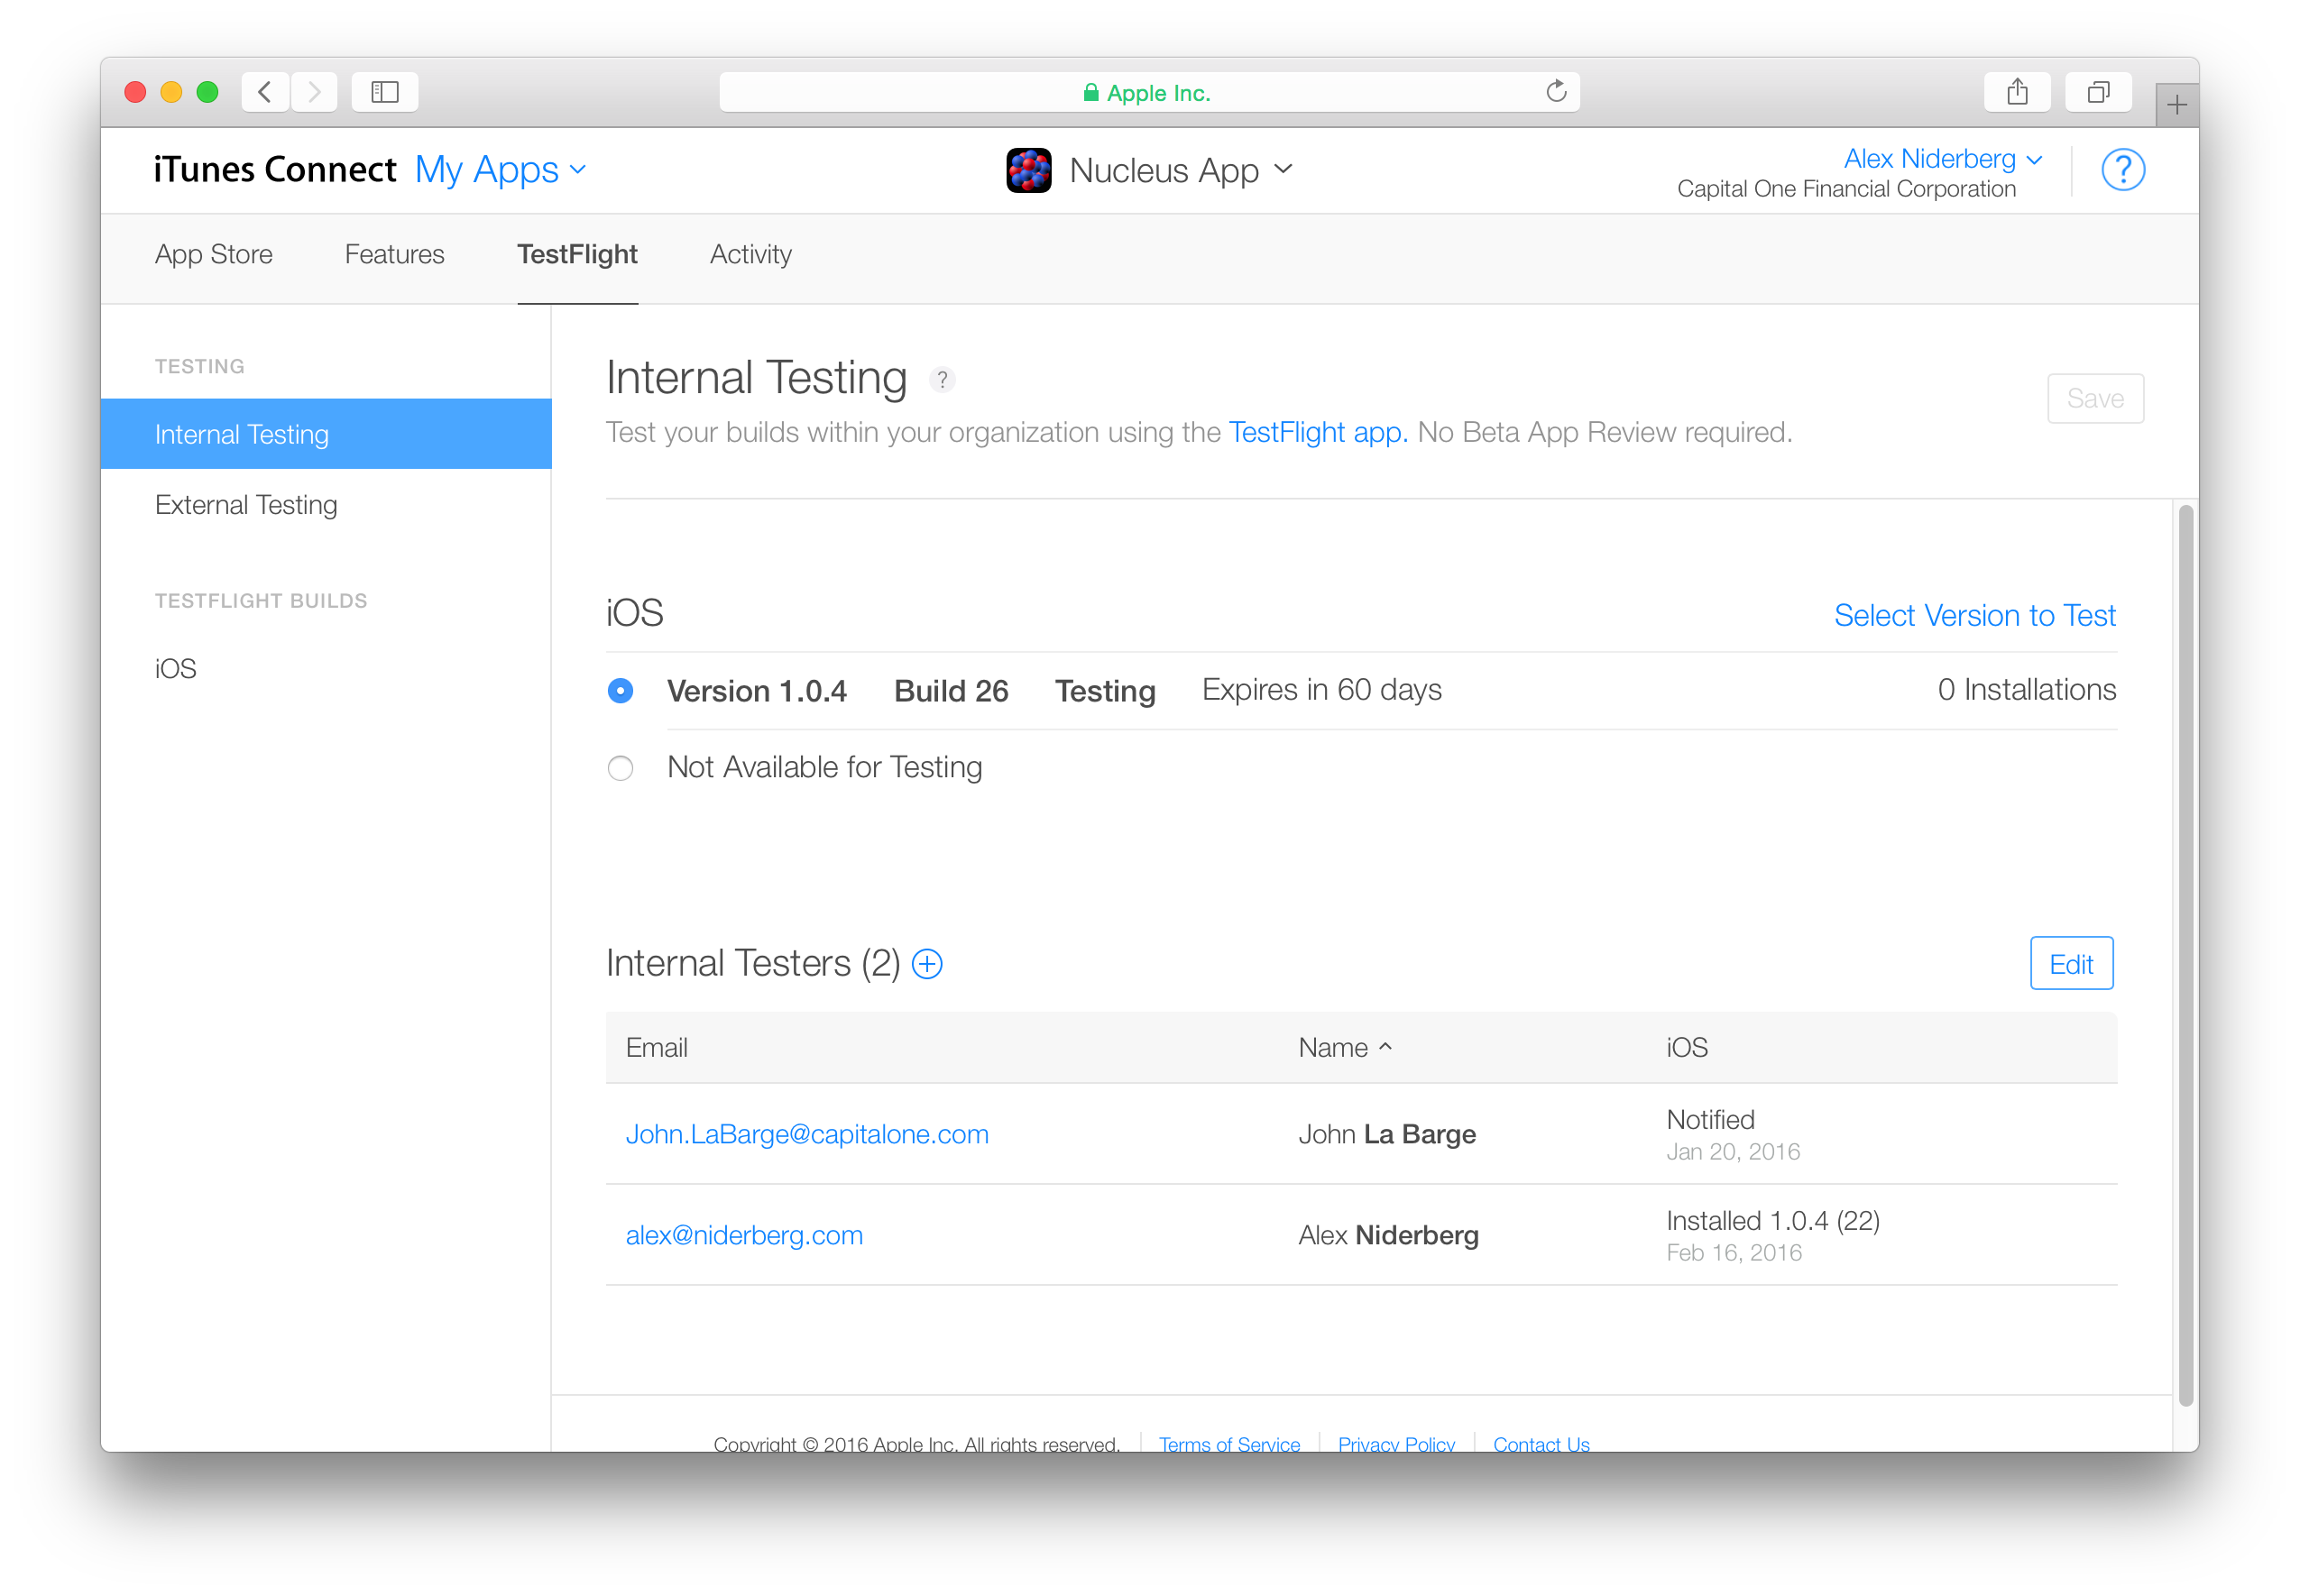 Apple Inc.
iTunes Connect My Apps
Nucleus App
Alex Niderberg
Capital One Financial Corporation
?
App Store Features TestFlight Activity
TESTING
Internal Testing
External Testing
TESTFLIGHT BUILDS
iOS
Internal Testing ?
Save
Test your builds within your organization using the TestFlight app. No Beta App Review required.
iOS
Select Version to Test
Version 1.0.4 Build 26 Testing Expires in 60 days 0 Installations
Not Available for Testing
Internal Testers (2)
Edit
Email Name iOS
John.LaBarge@capitalone.com John La Barge Notified
Jan 20, 2016
alex@niderberg.com Alex Niderberg Installed 1.0.4 (22)
Feb 16, 2016
Copyright © 2016 Apple Inc. All rights reserved. Terms of Service Privacy Policy Contact Us